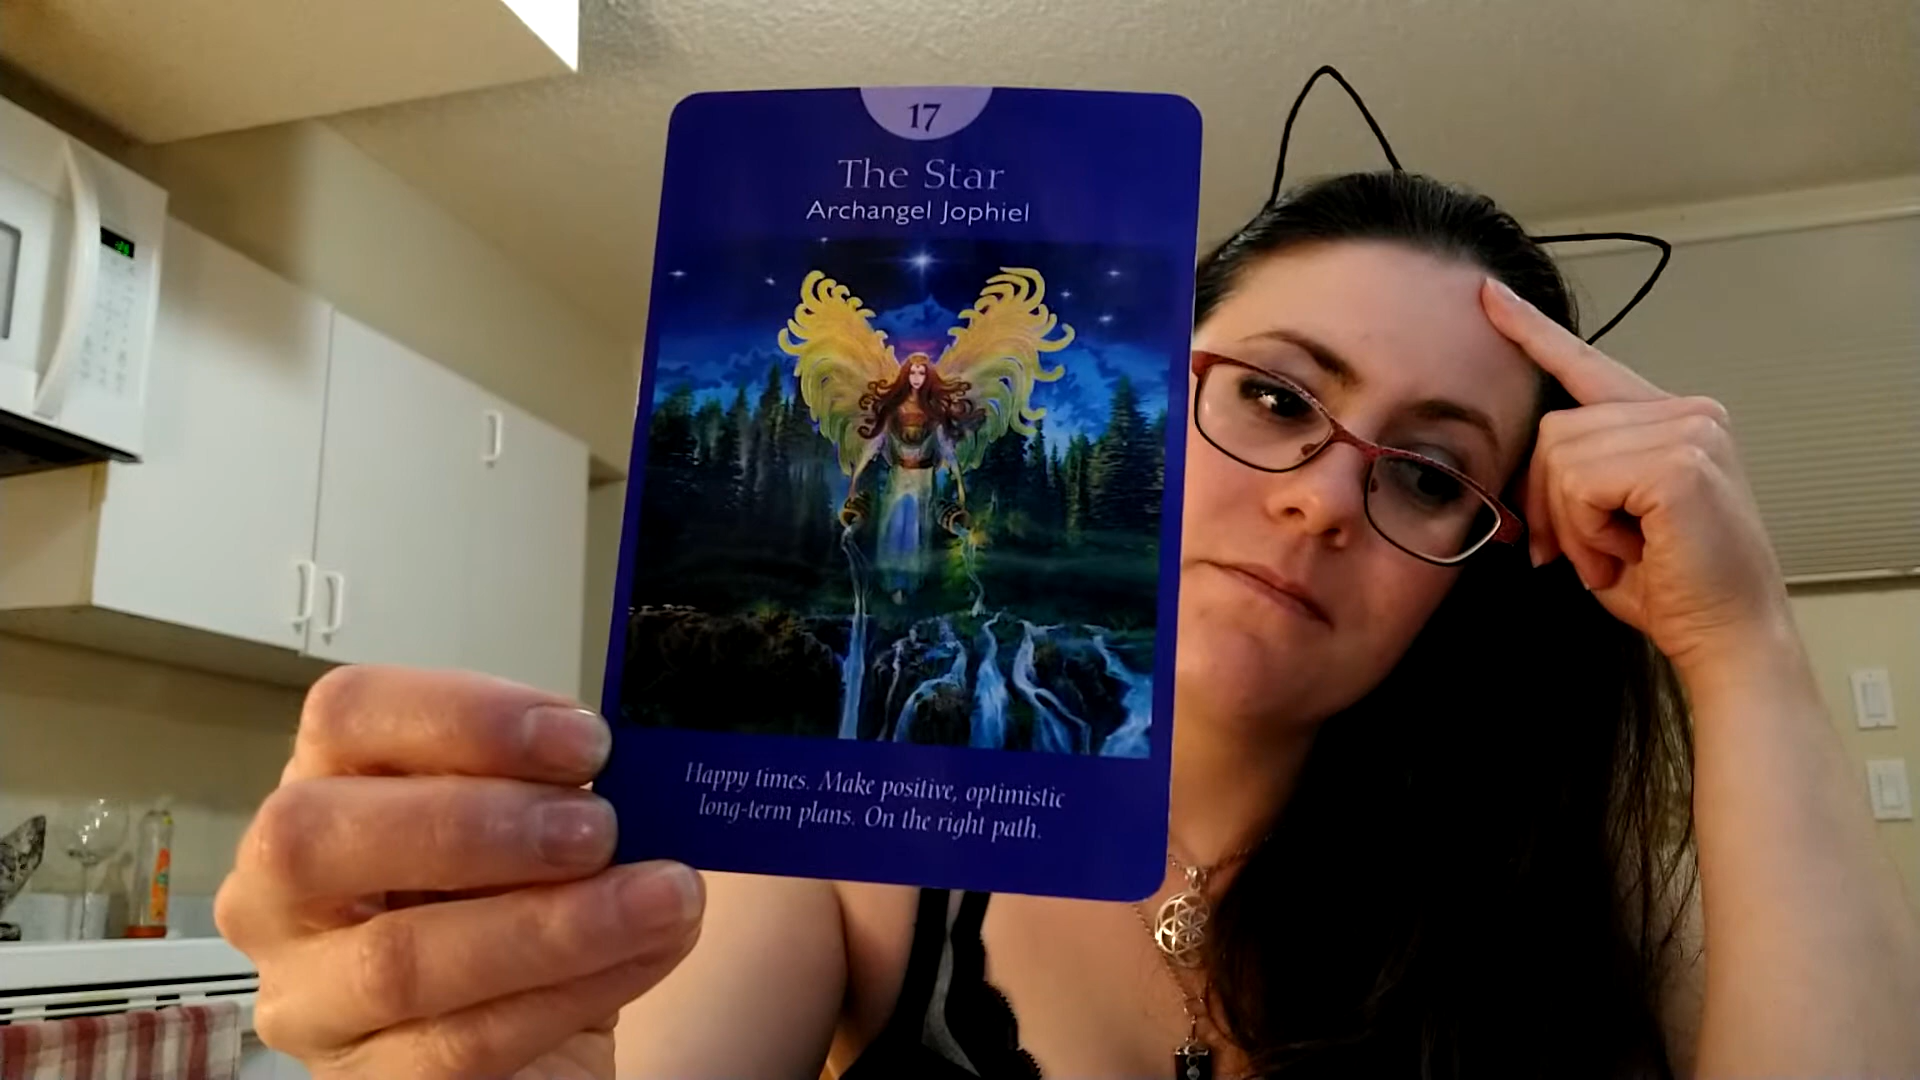 17
The Star
Archangel Jophiel
Happy times. Make positive, optimistic
long-term plans. On the right path.